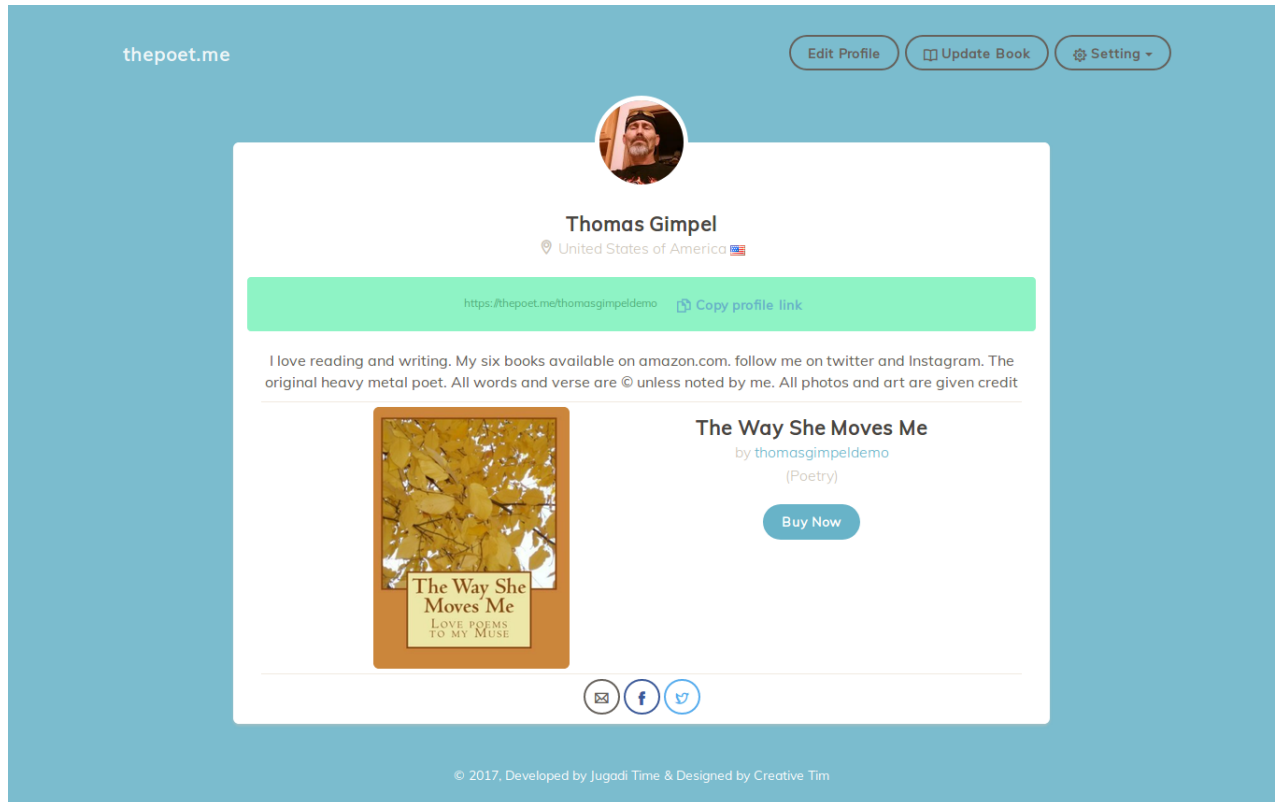 thepoet.me
Edit Profile
Update Book
Setting
Thomas Gimpel
United States of America
https://thepoet.me/thomasgimpeldemo
Copy profile link
I love reading and writing. My six books available on amazon.com. follow me on twitter and Instagram. The
original heavy metal poet. All words and verse are © unless noted by me. All photos and art are given credit
The Way She
Moves Me
Love poems
to my Muse
The Way She Moves Me
by thomasgimpeldemo
(Poetry)
Buy Now
© 2017, Developed by Jugadi Time & Designed by Creative Tim